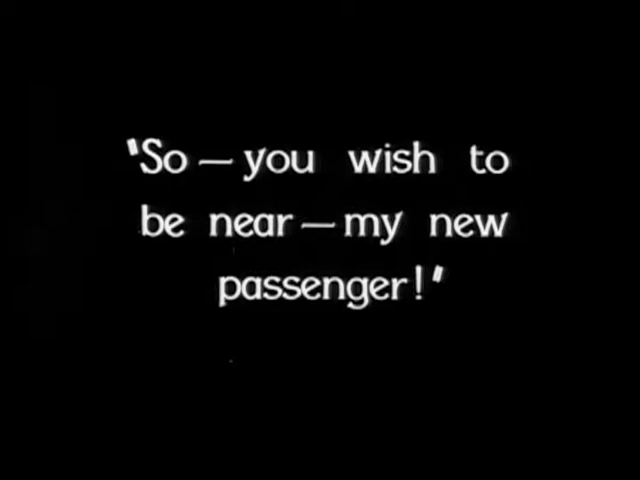 "So — you wish to
be near — my new
passenger!"